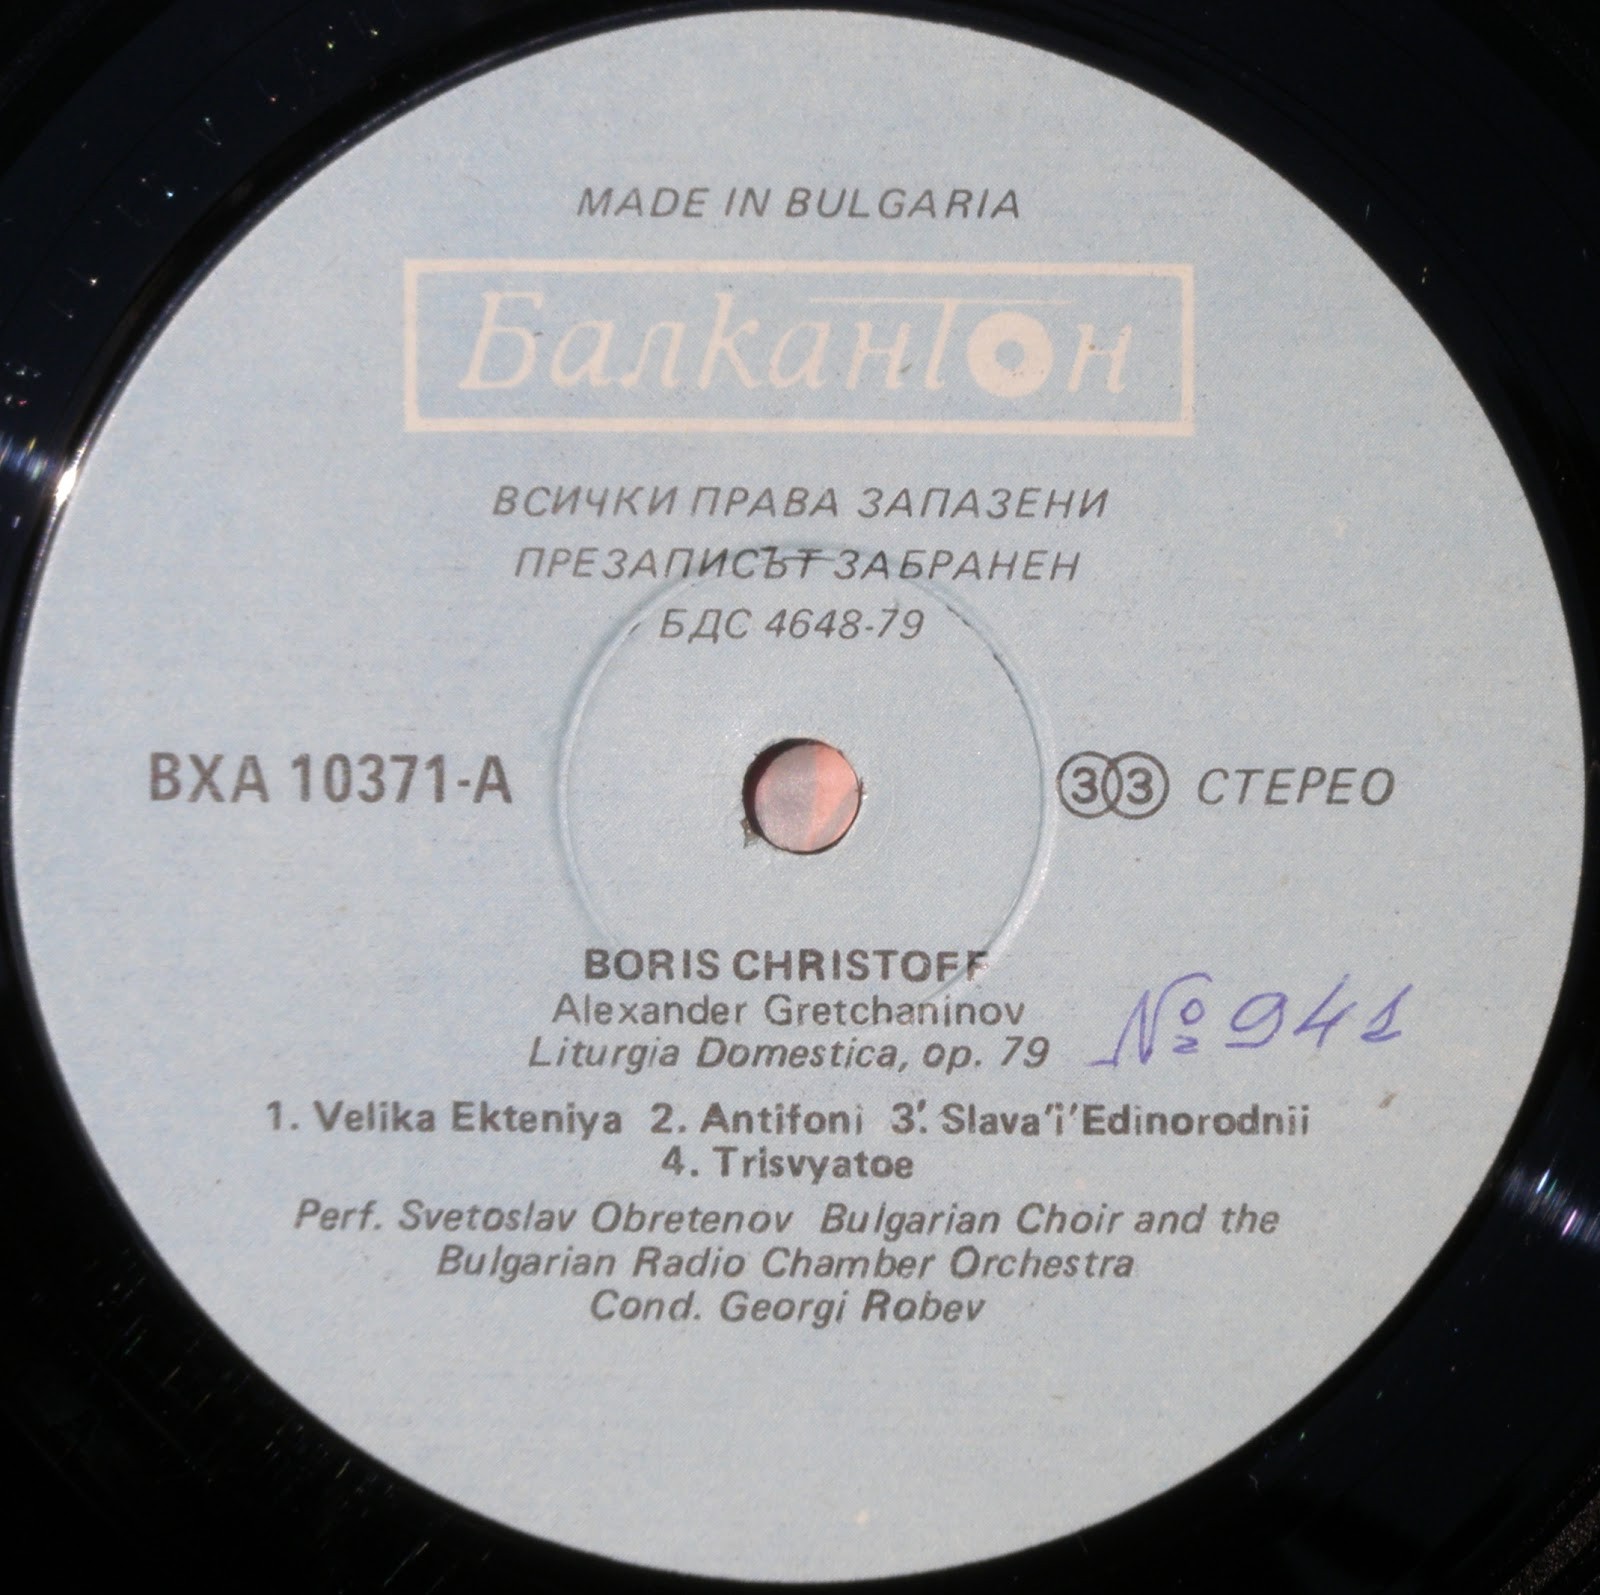 MADE IN BULGARIA
Балкантон
ВСИЧКИ ПРАВА ЗАПАЗЕНИ
ПРЕЗАПИСЪТ ЗАБРАНЕН
БДС 4648-79
ВХА 10371-А
33 СТЕРЕО
BORIS CHRISTOFF
Alexander Gretchaninov
Liturgia Domestica, op. 79
№ 941
1. Velika Ekteniya 2. Antifoni 3'. Slava'i'Edinorodnii
4. Trisvyatoe
Perf. Svetoslav Obretenov Bulgarian Choir and the
Bulgarian Radio Chamber Orchestra
Cond. Georgi Robev